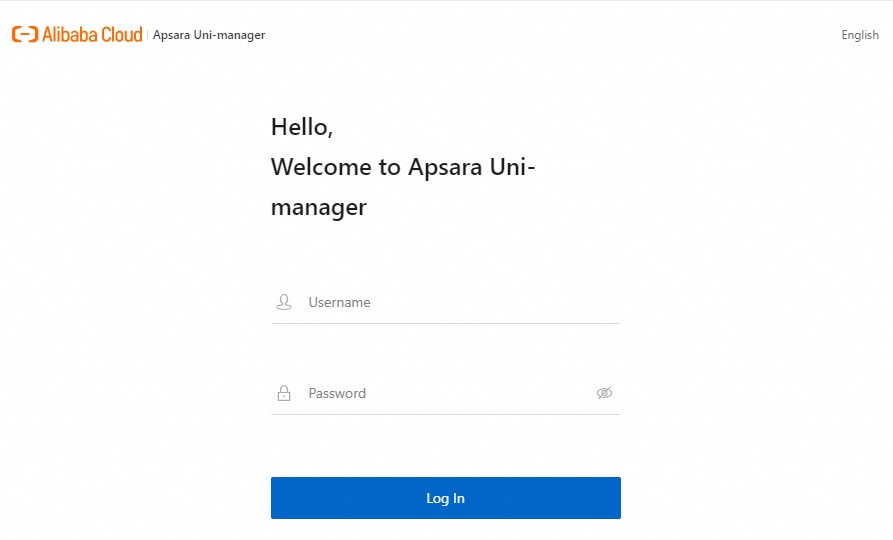 Alibaba Cloud | Apsara Uni-manager
English
Hello,
Welcome to Apsara Uni-
manager
Username
Password
Log In